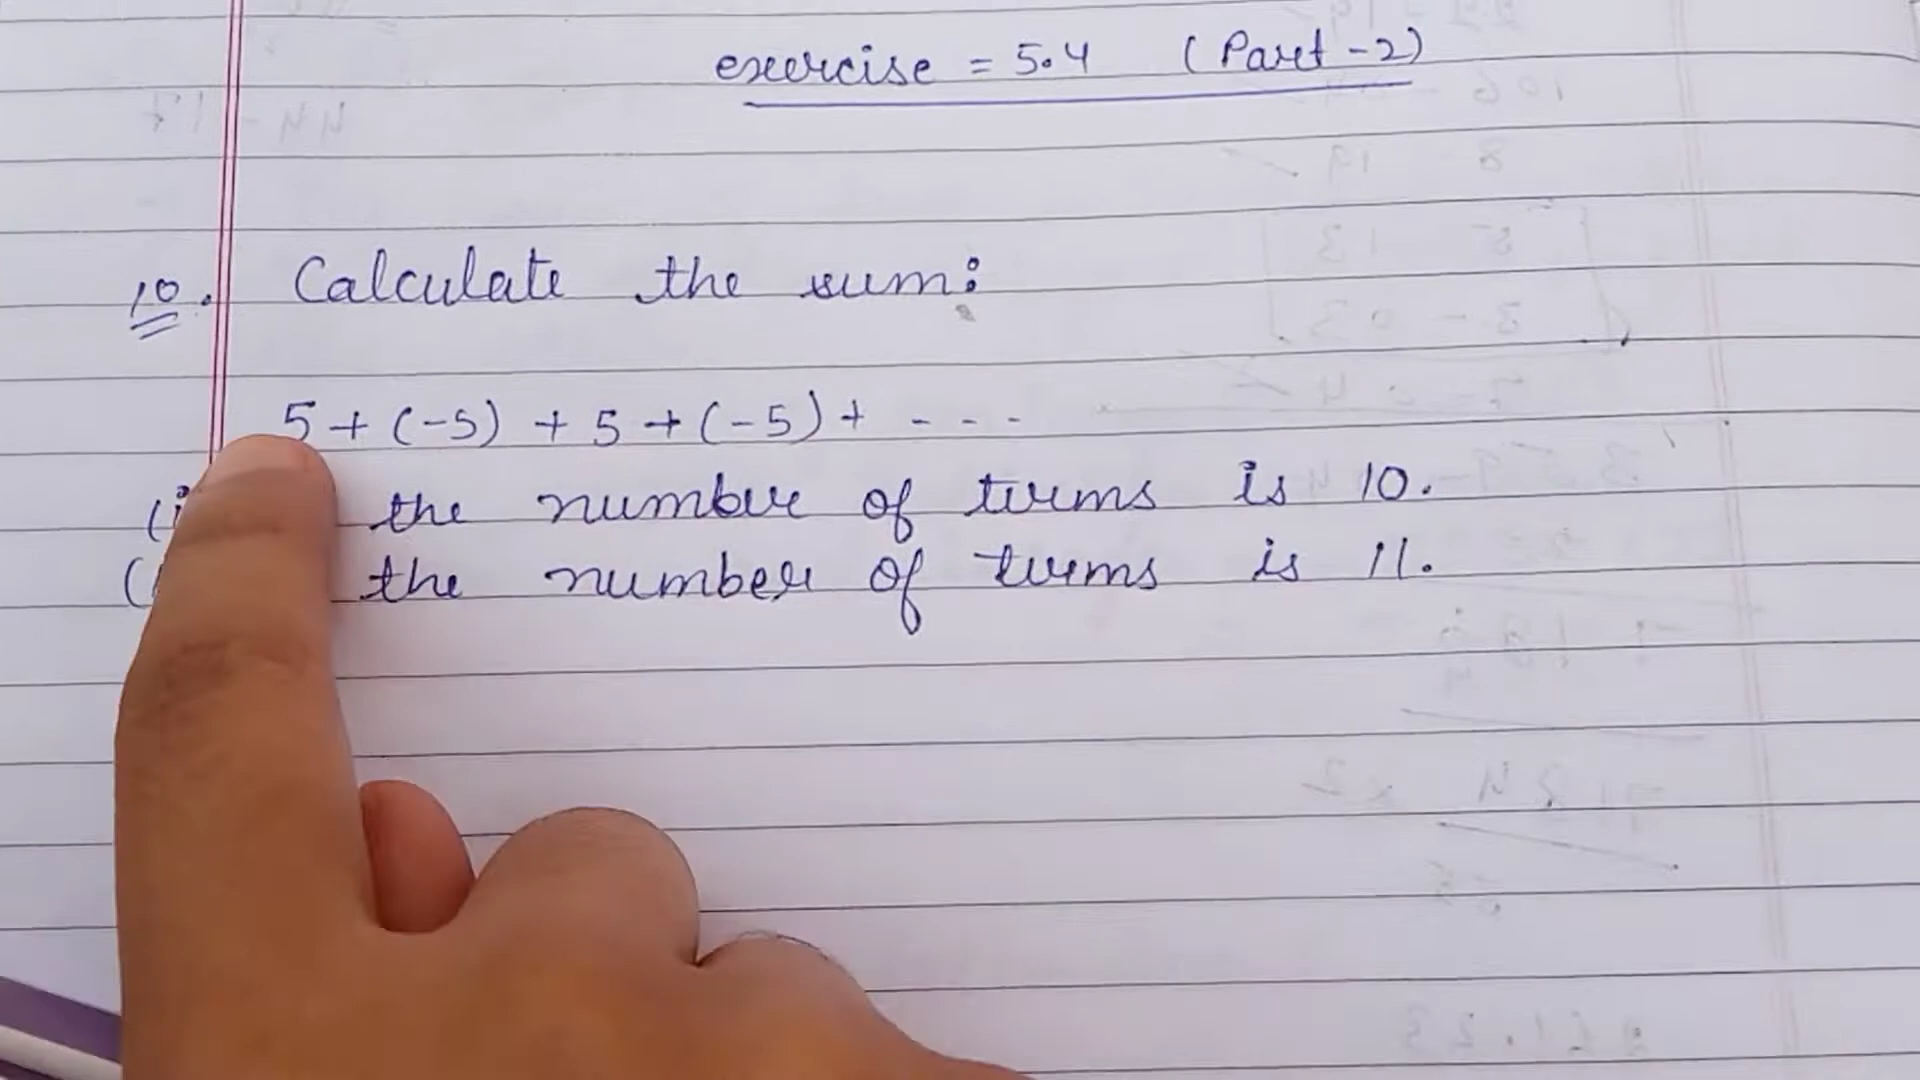 exercise = 5.4 (Part-2)
10. Calculate the sum:
5 + (-5) + 5 + (-5) + - - -
(i the number of terms is 10.
( the number of terms is 11.